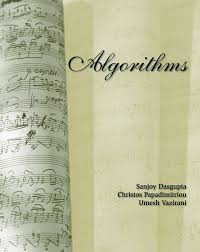 Algorithms
Sanjoy Dasgupta
Christos Papadimitriou
Umesh Vazirani